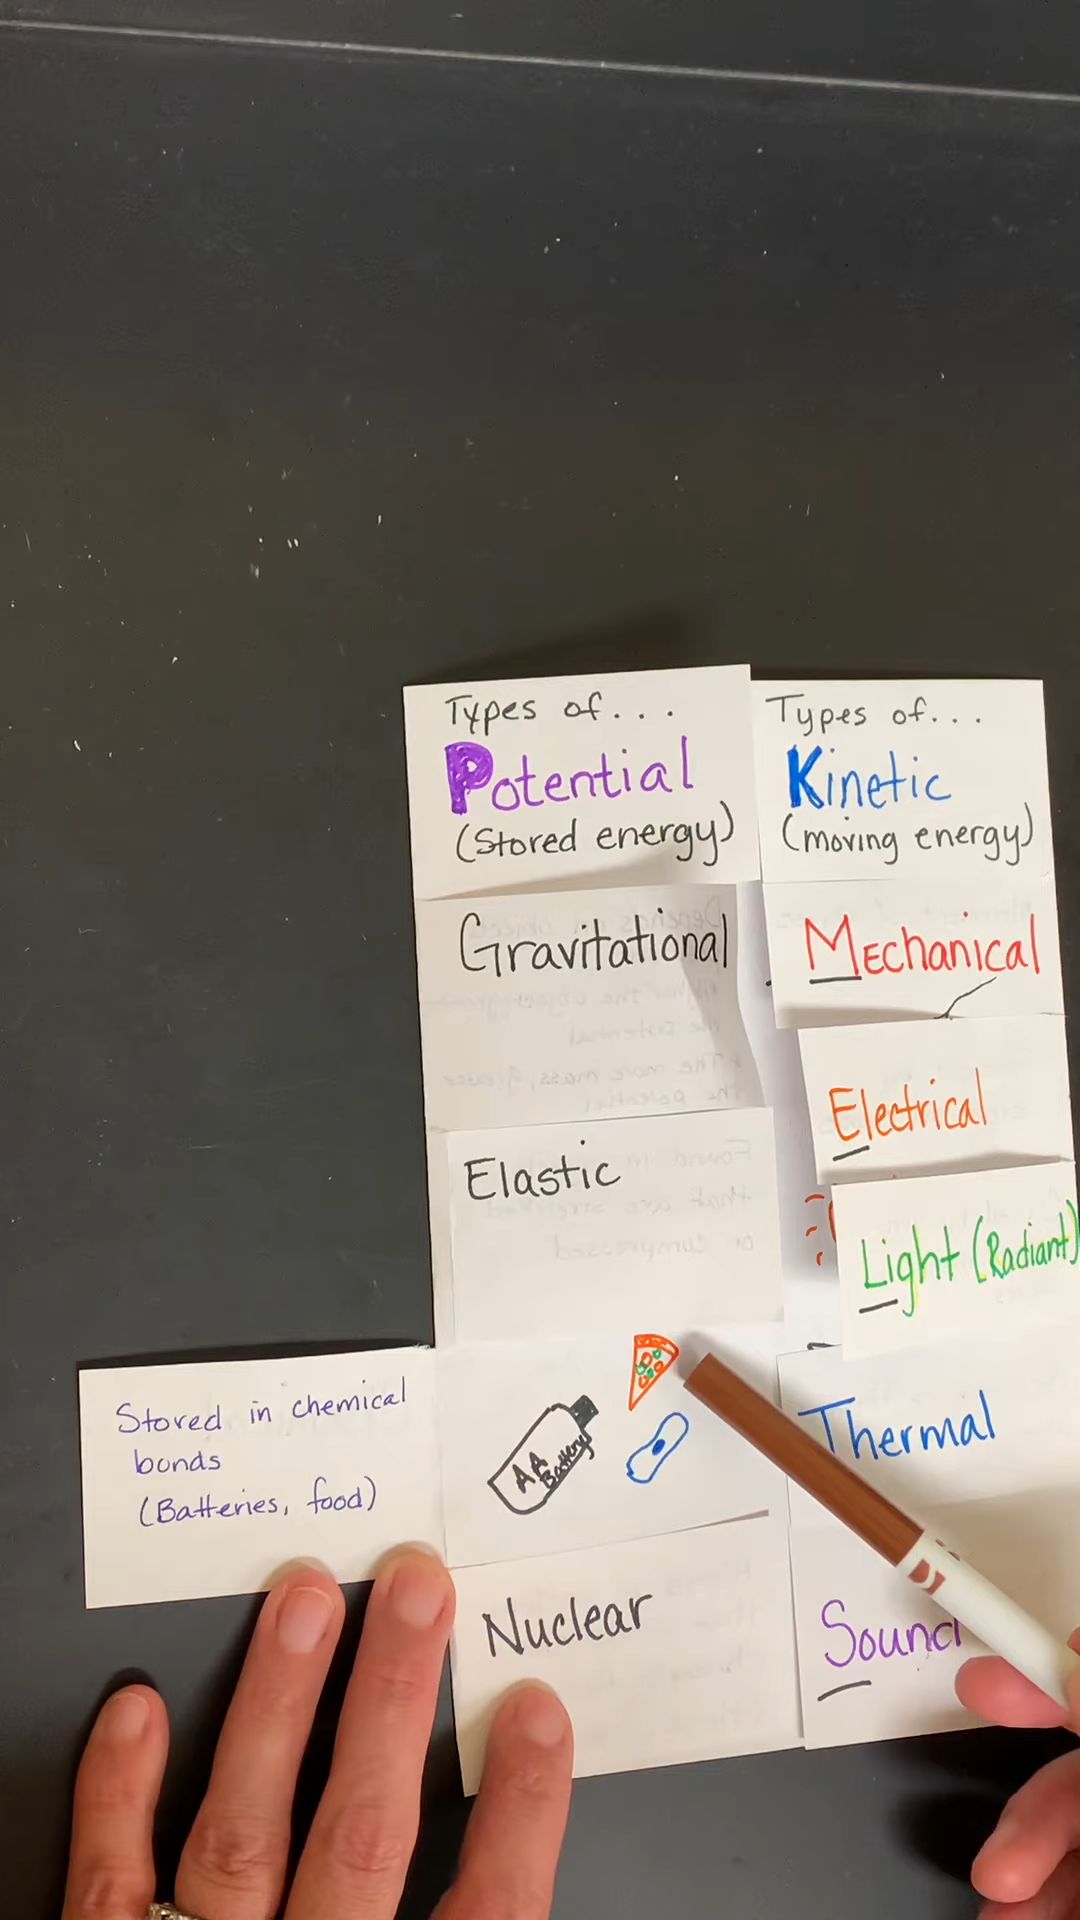 Types of...
Potential
(Stored energy)
Gravitational
Elastic
Stored in chemical
bonds
(Batteries, food)
AA
Battery
Nuclear
Types of...
Kinetic
(moving energy)
Mechanical
Electrical
Light (Radiant)
Thermal
Sound